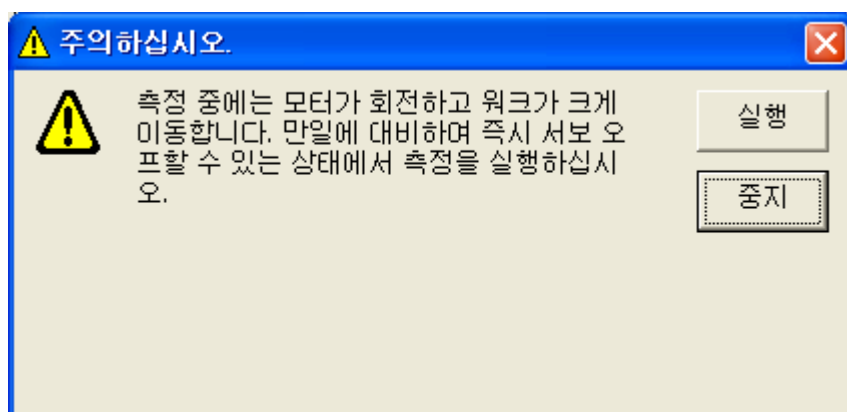 주의하십시오.
측정 중에는 모터가 회전하고 워크가 크게
이동합니다. 만일에 대비하여 즉시 서보 오
프할 수 있는 상태에서 측정을 실행하십시
오.
실행
중지